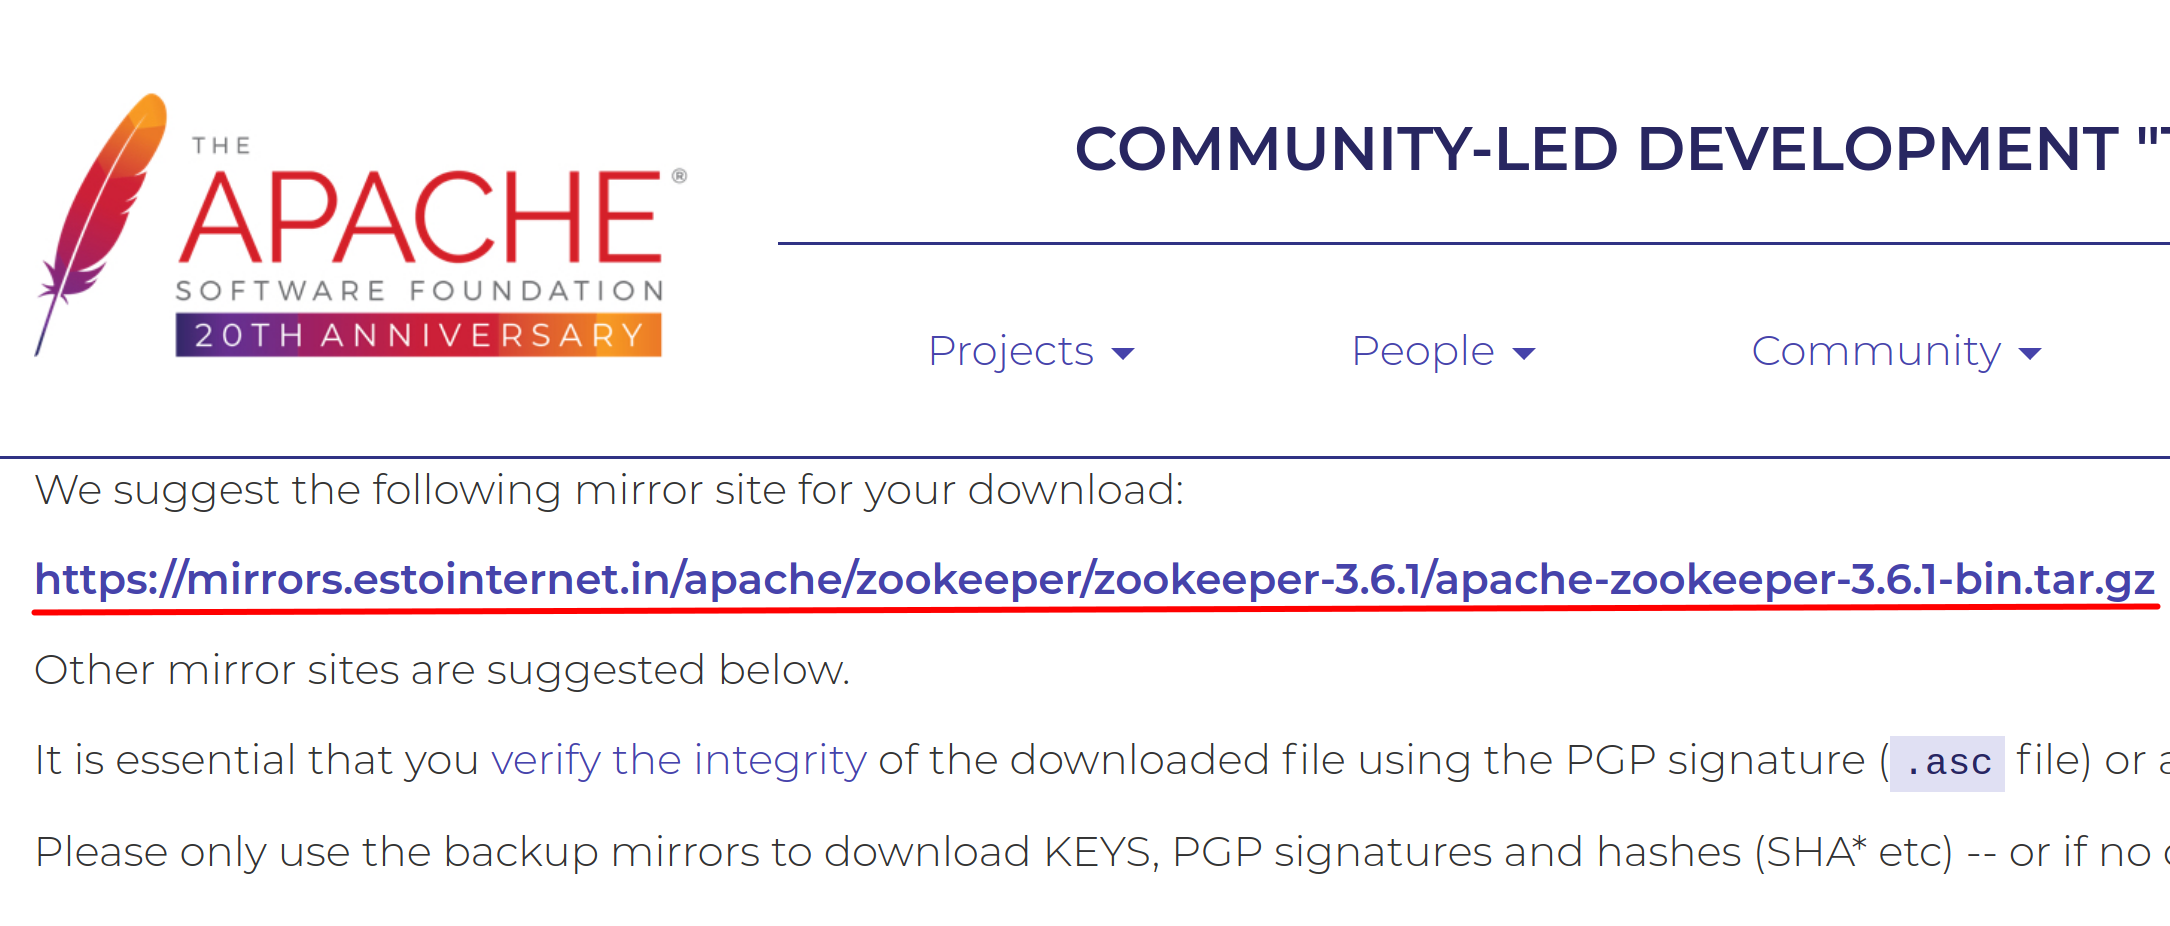 THE
APACHE®
SOFTWARE FOUNDATION
20TH ANNIVERSARY
COMMUNITY-LED DEVELOPMENT "T
Projects
People
Community
We suggest the following mirror site for your download:
https://mirrors.estointernet.in/apache/zookeeper/zookeeper-3.6.1/apache-zookeeper-3.6.1-bin.tar.gz
Other mirror sites are suggested below.
It is essential that you verify the integrity of the downloaded file using the PGP signature ( .asc file) or
Please only use the backup mirrors to download KEYS, PGP signatures and hashes (SHA* etc) -- or if no